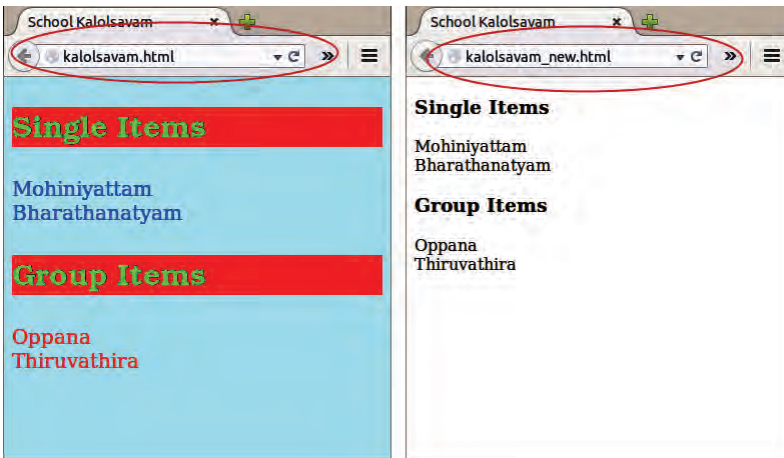 School Kalolsavam
kalolsavam.html
Single Items
Mohiniyattam
Bharathanatyam
Group Items
Oppana
Thiruvathira
School Kalolsavam
kalolsavam_new.html
Single Items
Mohiniyattam
Bharathanatyam
Group Items
Oppana
Thiruvathira